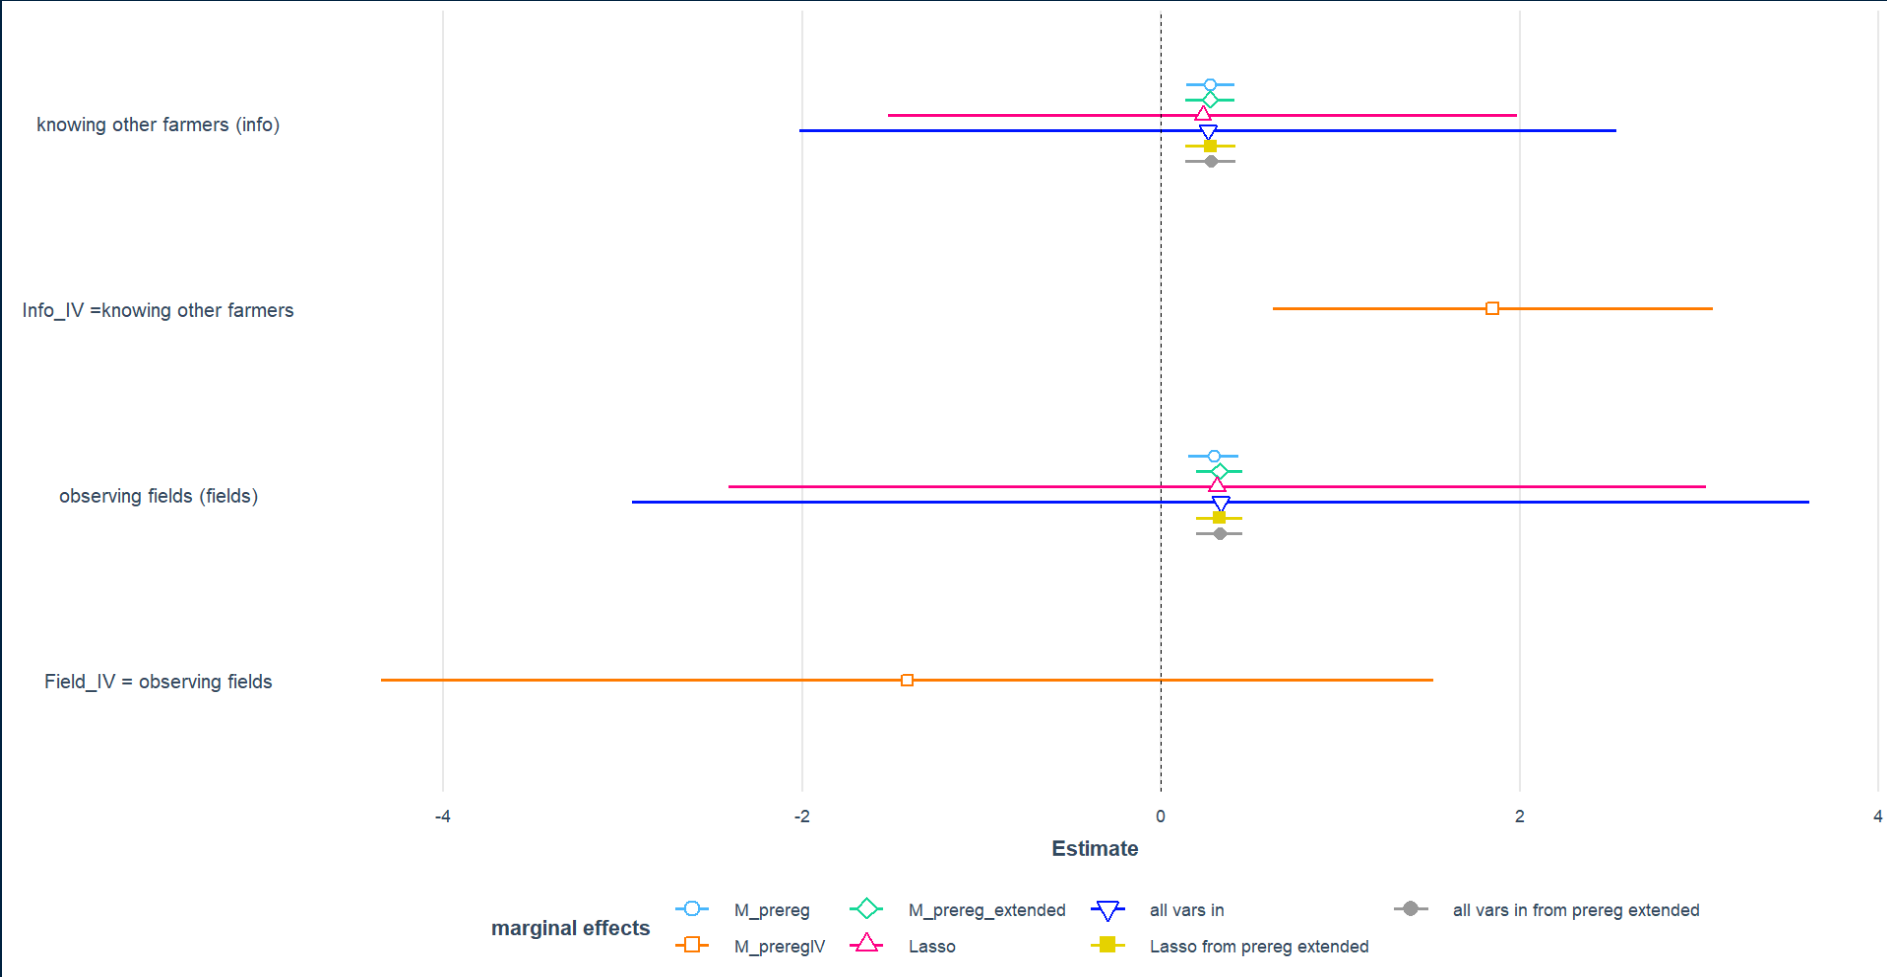 knowing other farmers (info)
Info_IV =knowing other farmers
observing fields (fields)
Field_IV = observing fields
-4 -2 0 2 4
Estimate
marginal effects
M_prereg M_prereg_extended all vars in all vars in from prereg extended
M_preregIV Lasso Lasso from prereg extended